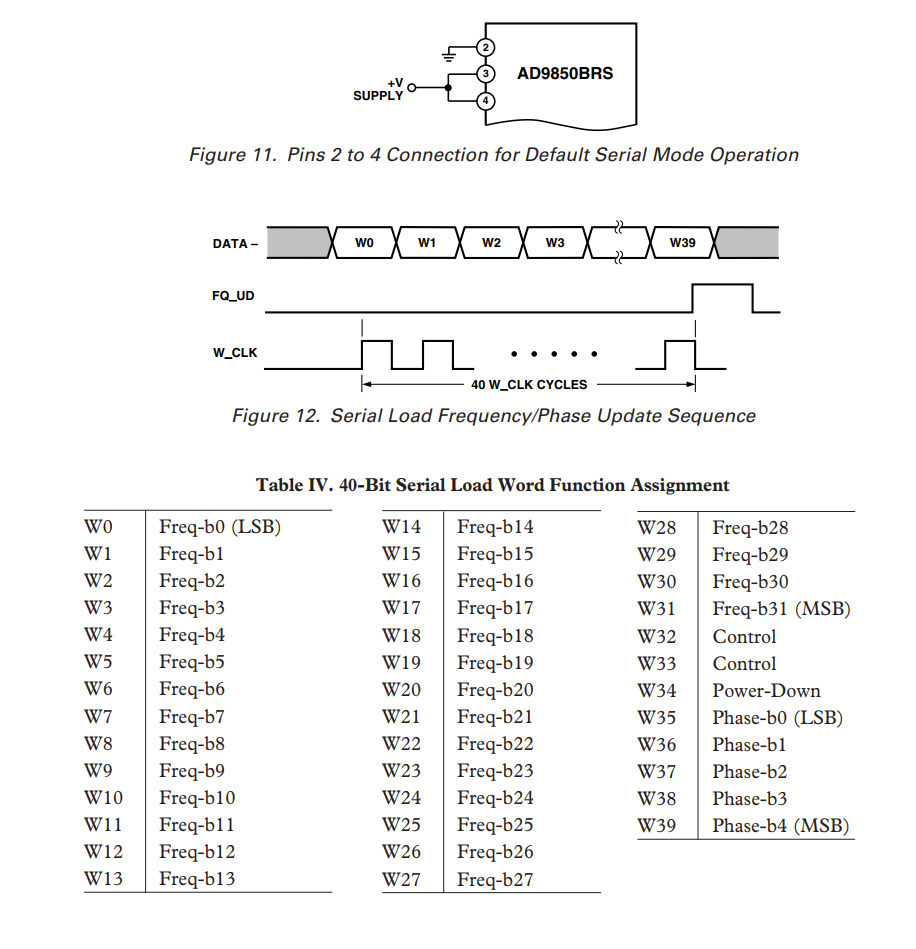 2
3
4
AD9850BRS
+V
SUPPLY
Figure 11. Pins 2 to 4 Connection for Default Serial Mode Operation
DATA – W0 W1 W2 W3 W39
FQ_UD
W_CLK
40 W_CLK CYCLES
Figure 12. Serial Load Frequency/Phase Update Sequence
Table IV. 40-Bit Serial Load Word Function Assignment
W0 Freq-b0 (LSB)
W1 Freq-b1
W2 Freq-b2
W3 Freq-b3
W4 Freq-b4
W5 Freq-b5
W6 Freq-b6
W7 Freq-b7
W8 Freq-b8
W9 Freq-b9
W10 Freq-b10
W11 Freq-b11
W12 Freq-b12
W13 Freq-b13
W14 Freq-b14
W15 Freq-b15
W16 Freq-b16
W17 Freq-b17
W18 Freq-b18
W19 Freq-b19
W20 Freq-b20
W21 Freq-b21
W22 Freq-b22
W23 Freq-b23
W24 Freq-b24
W25 Freq-b25
W26 Freq-b26
W27 Freq-b27
W28 Freq-b28
W29 Freq-b29
W30 Freq-b30
W31 Freq-b31 (MSB)
W32 Control
W33 Control
W34 Power-Down
W35 Phase-b0 (LSB)
W36 Phase-b1
W37 Phase-b2
W38 Phase-b3
W39 Phase-b4 (MSB)